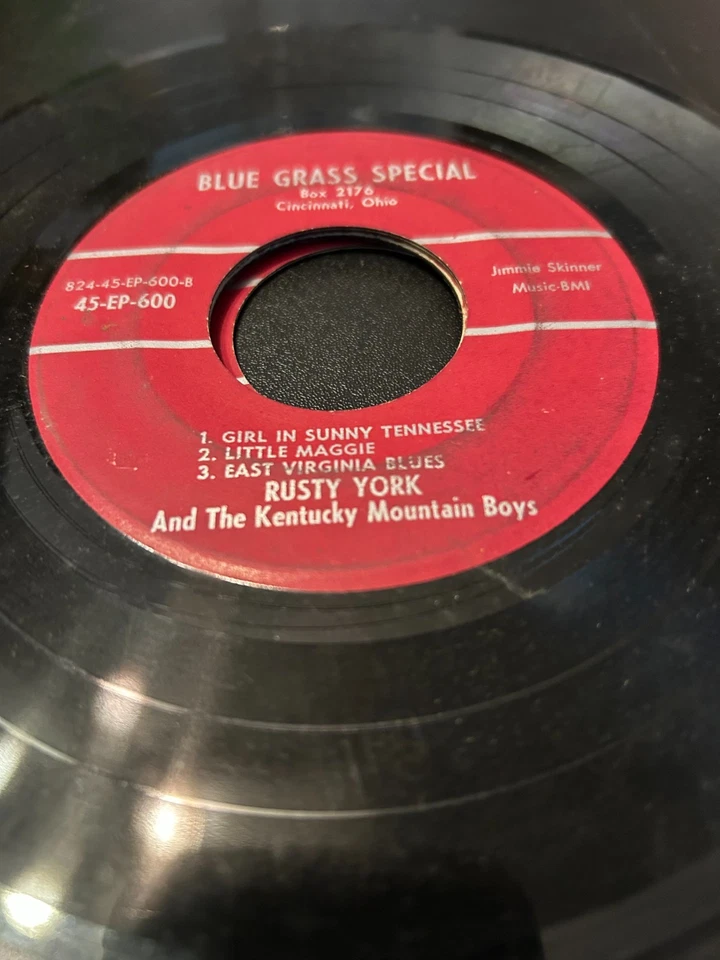 BLUE GRASS SPECIAL
Box 2176
Cincinnati, Ohio
824-45-EP-600-B
45-EP-600
Jimmie Skinner
Music-BMI
1. GIRL IN SUNNY TENNESSEE
2. LITTLE MAGGIE
3. EAST VIRGINIA BLUES
RUSTY YORK
And The Kentucky Mountain Boys